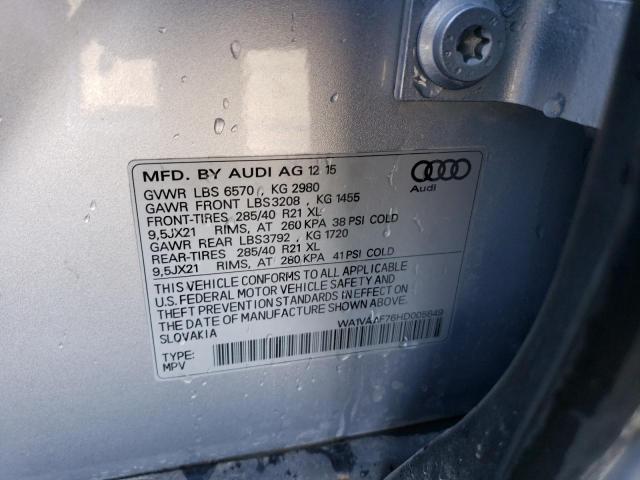 MFD. BY AUDI AG 12 15
Audi
GVWR LBS 6570, KG 2980
GAWR FRONT LBS3208 , KG 1455
FRONT-TIRES 285/40 R21 XL
9,5JX21 RIMS, AT 260 KPA 38 PSI COLD
GAWR REAR LBS3792 , KG 1720
REAR-TIRES 285/40 R21 XL
9,5JX21 RIMS, AT 280 KPA 41 PSI COLD
THIS VEHICLE CONFORMS TO ALL APPLICABLE
U.S. FEDERAL MOTOR VEHICLE SAFETY AND
THEFT PREVENTION STANDARDS IN EFFECT ON
THE DATE OF MANUFACTURE SHOWN ABOVE.
SLOVAKIA
WA1VAAF76HD005849
TYPE:
MPV